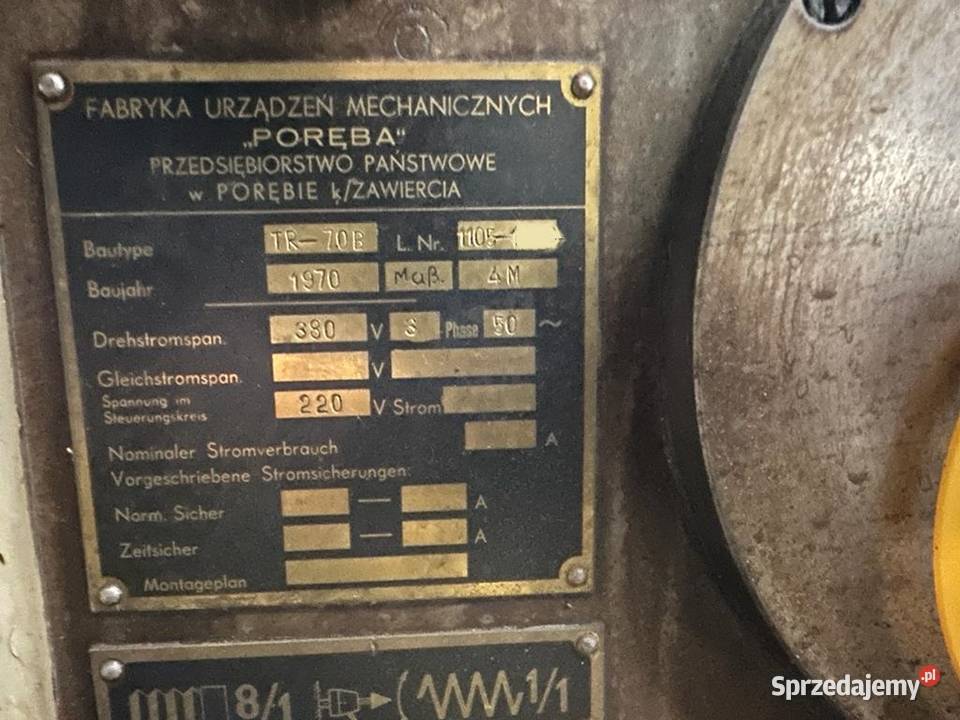 FABRYKA URZĄDZEŃ MECHANICZNYCH
„PORĘBA“
PRZEDSIĘBIORSTWO PAŃSTWOWE
w PORĘBIE k/ZAWIERCIA
Bautype TR-70B L. Nr. 1105-
Baujahr 1970 Maß. 4M
Drehstromspan. 380 V 3 Phase 50 ~
Gleichstromspan. V
Spannung im
Steuerungskreis 220 V Strom
Nominaler Stromverbrauch A
Vorgeschriebene Stromsicherungen:
Norm. Sicher — A
Zeitsicher — A
Montageplan
8/1 ( 1/1
Sprzedajemy.pl